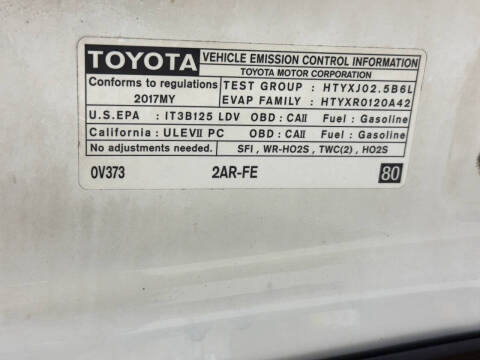 TOYOTA VEHICLE EMISSION CONTROL INFORMATION
TOYOTA MOTOR CORPORATION
Conforms to regulations TEST GROUP : HTYXJ02.5B6L
2017MY EVAP FAMILY : HTYXR0120A42
U.S.EPA : IT3B125 LDV OBD : CAII Fuel : Gasoline
California : ULEVII PC OBD : CAII Fuel : Gasoline
No adjustments needed. SFI , WR-HO2S , TWC(2) , HO2S
0V373 2AR-FE 80